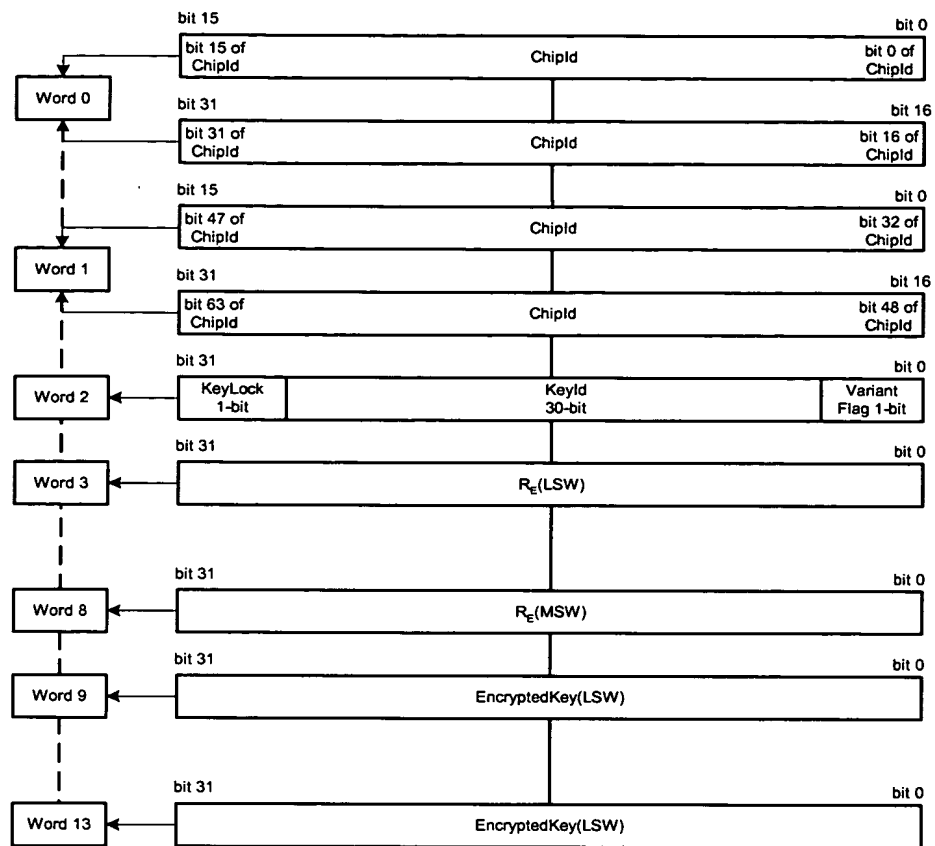 bit 15
bit 0
bit 15 of
ChipId
ChipId
bit 0 of
ChipId
Word 0
bit 31
bit 16
bit 31 of
ChipId
ChipId
bit 16 of
ChipId
bit 15
bit 0
bit 47 of
ChipId
ChipId
bit 32 of
ChipId
Word 1
bit 31
bit 16
bit 63 of
ChipId
ChipId
bit 48 of
ChipId
bit 31
bit 0
Word 2
KeyLock
1-bit
KeyId
30-bit
Variant
Flag 1-bit
bit 31
bit 0
Word 3
RE(LSW)
bit 31
bit 0
Word 8
RE(MSW)
bit 31
bit 0
Word 9
EncryptedKey(LSW)
bit 31
bit 0
Word 13
EncryptedKey(LSW)